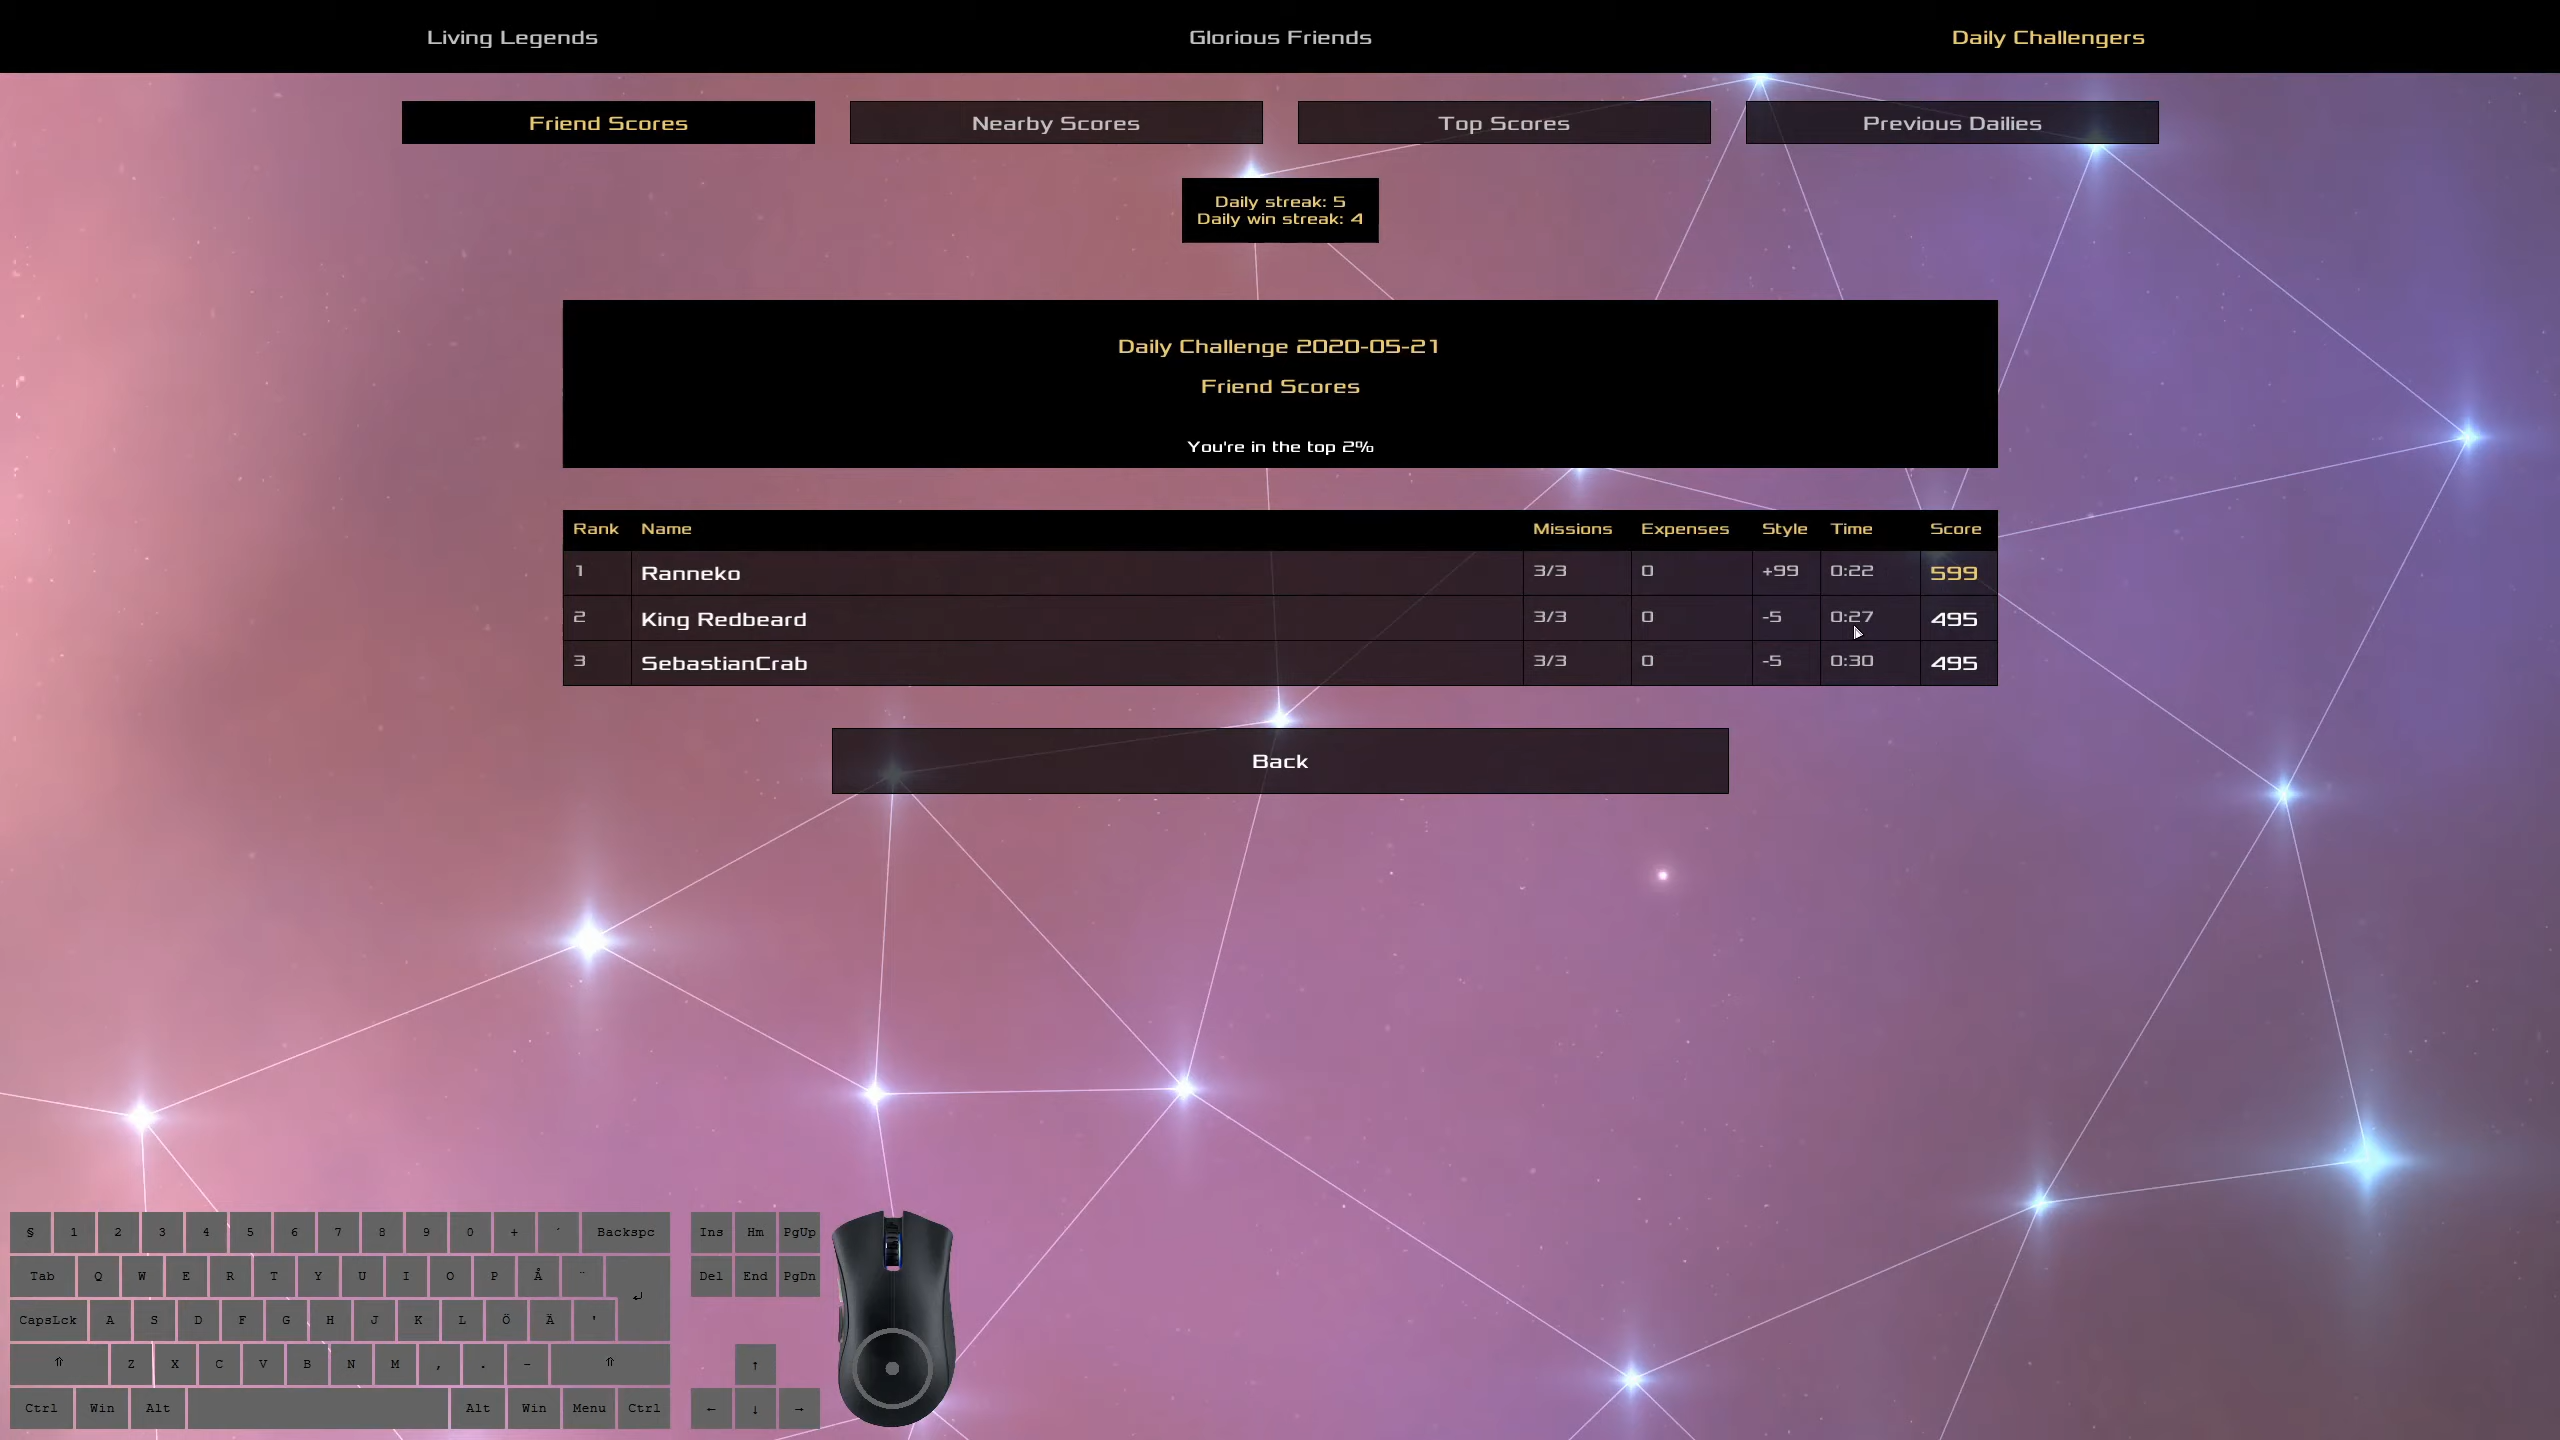 Living Legends Glorious Friends Daily Challengers
Friend Scores Nearby Scores Top Scores Previous Dailies
Daily streak: 5
Daily win streak: 4
Daily Challenge 2020-05-21
Friend Scores
You're in the top 2%
Rank Name Missions Expenses Style Time Score
1 Ranneko 3/3 0 +99 0:22 599
2 King Redbeard 3/3 0 -5 0:27 495
3 SebastianCrab 3/3 0 -5 0:30 495
Back
§ 1 2 3 4 5 6 7 8 9 0 + ´ Backspc Ins Hm PgUp
Tab Q W E R T Y U I O P Å ¨ ↵ Del End PgDn
CapsLck A S D F G H J K L Ö Ä '
⇑ Z X C V B N M , . - ⇑ ↑
Ctrl Win Alt Alt Win Menu Ctrl ← ↓ →